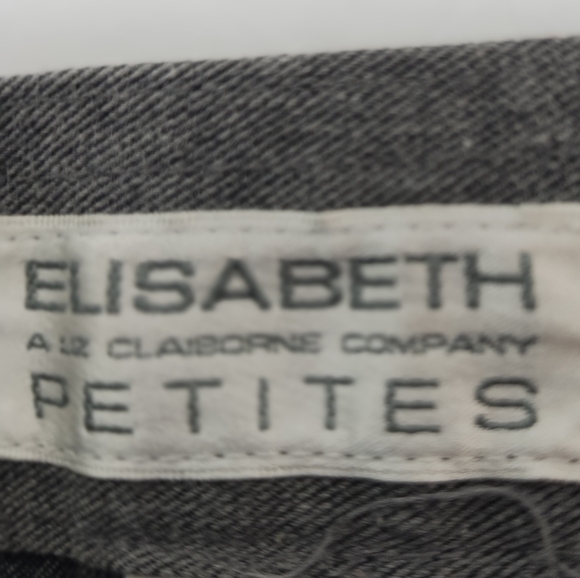 ELISABETH
A LIZ CLAIBORNE COMPANY
PETITES